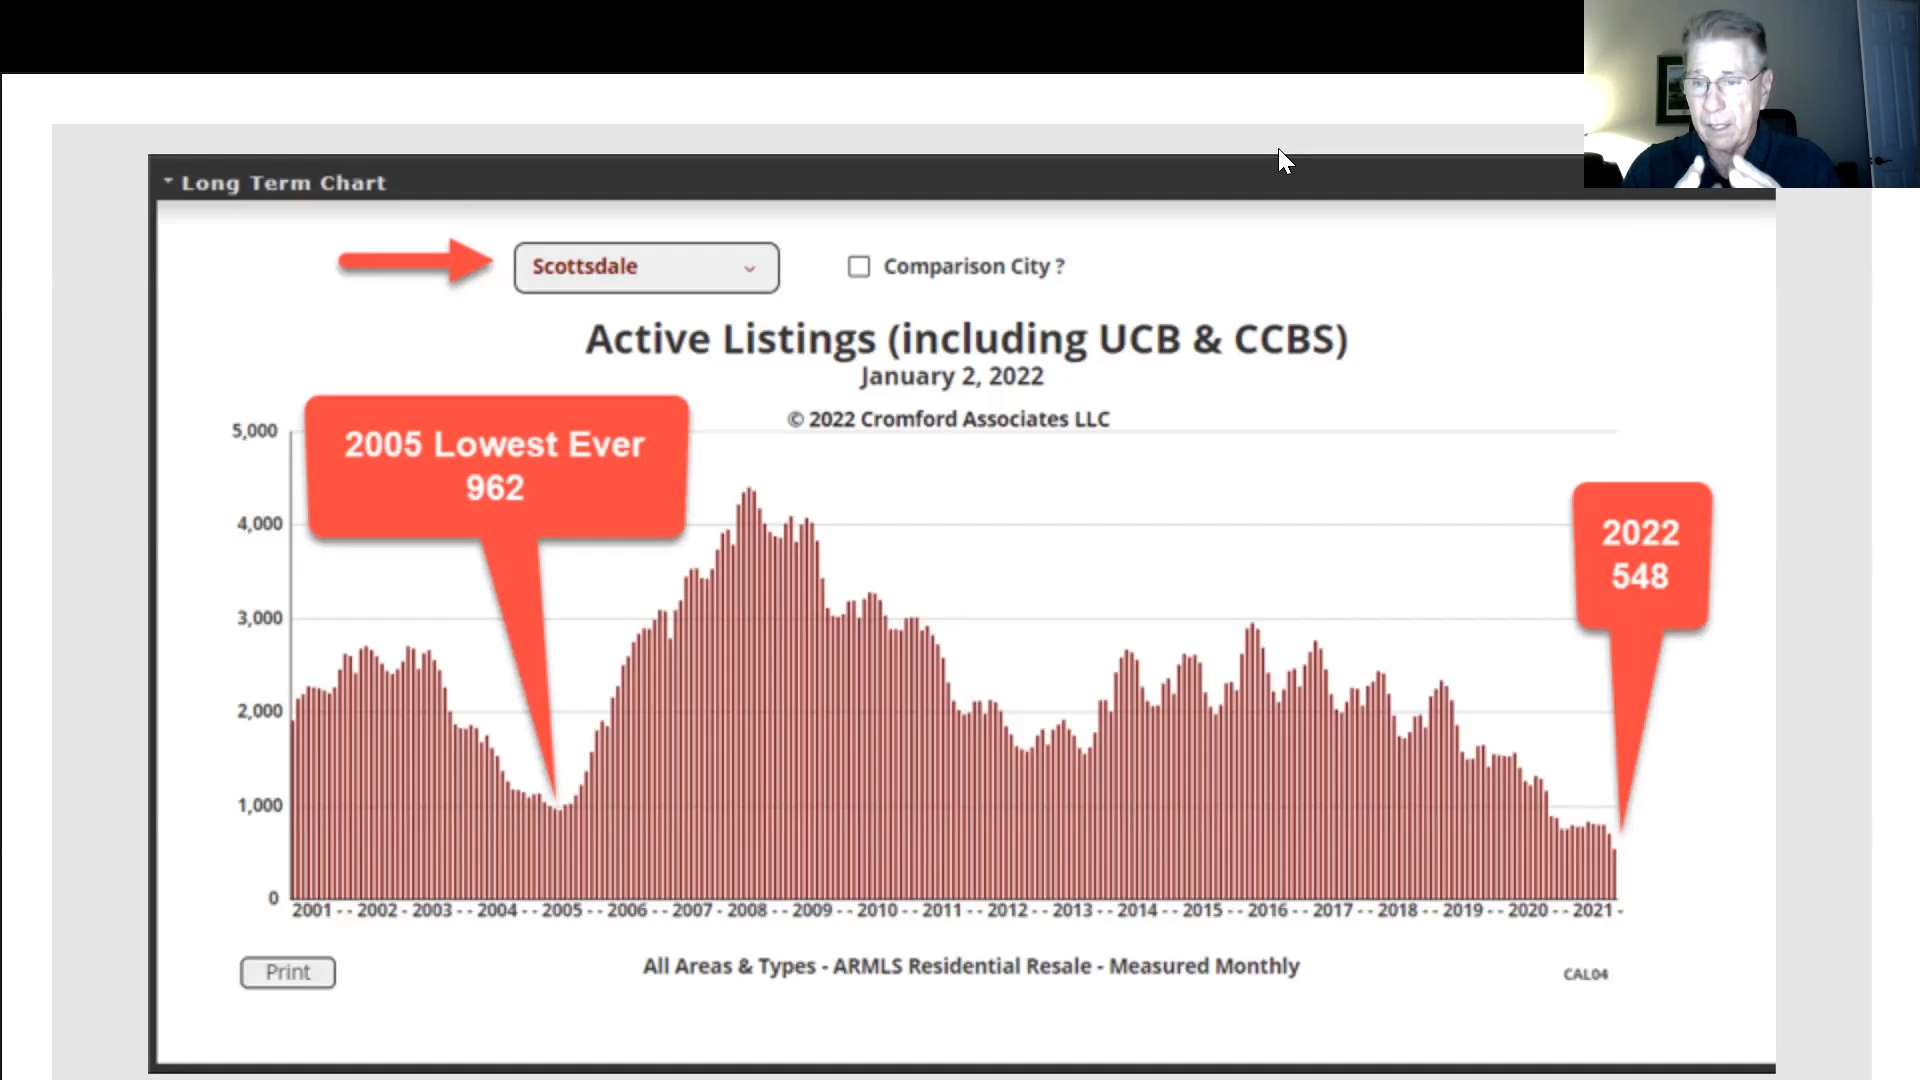 Long Term Chart
Scottsdale
Comparison City ?
Active Listings (including UCB & CCBS)
January 2, 2022
© 2022 Cromford Associates LLC
2005 Lowest Ever
962
2022
548
5,000
4,000
3,000
2,000
1,000
0
2001 - - 2002 - 2003 - - 2004 - - 2005 - - 2006 - - 2007 - 2008 - - 2009 - - 2010 - - 2011 - - 2012 - - 2013 - - 2014 - - 2015 - - 2016 - - 2017 - - 2018 - - 2019 - - 2020 - - 2021 -
Print
All Areas & Types - ARMLS Residential Resale - Measured Monthly
CAL04